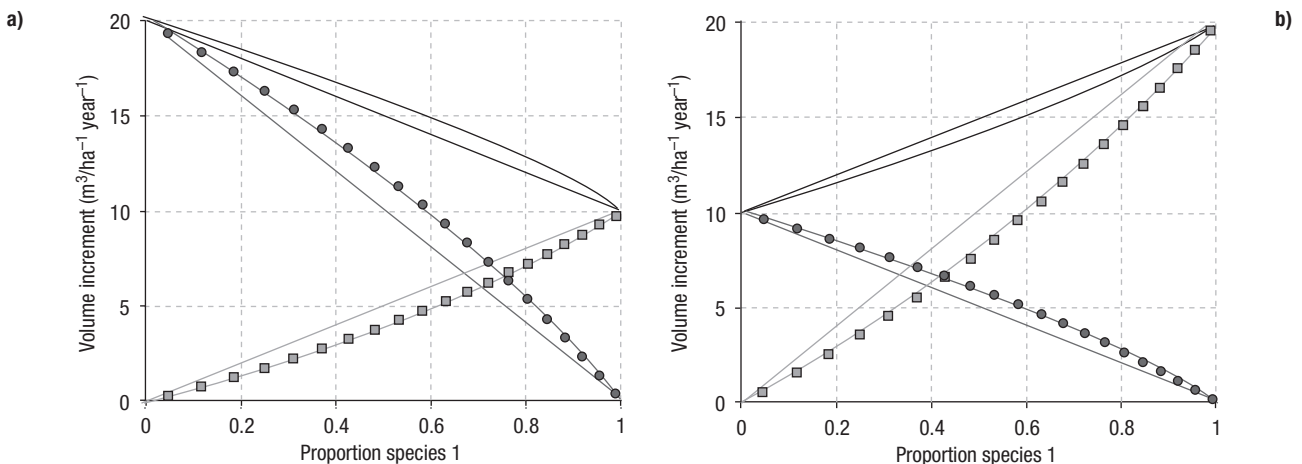 a)
20
15
10
5
0
Volume increment (m³/ha⁻¹ year⁻¹)
0 0.2 0.4 0.6 0.8 1
Proportion species 1
b)
20
15
10
5
0
Volume increment (m³/ha⁻¹ year⁻¹)
0 0.2 0.4 0.6 0.8 1
Proportion species 1